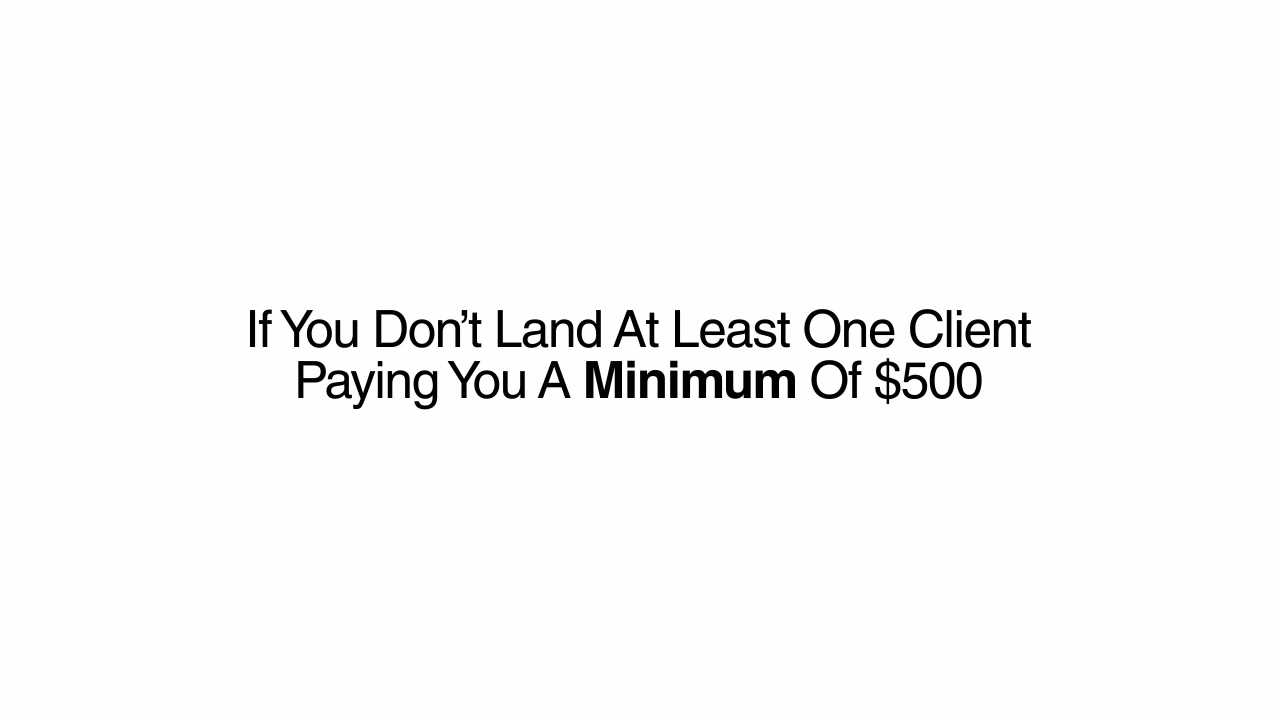 If You Don’t Land At Least One Client
Paying You A Minimum Of $500